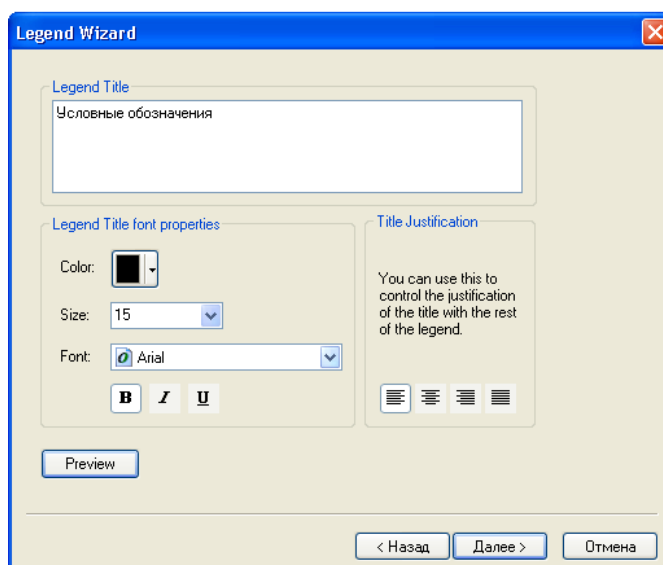 Legend Wizard
Legend Title
Условные обозначения
Legend Title font properties
Color:
Size: 15
Font: Arial
B I U
Title Justification
You can use this to
control the justification
of the title with the rest
of the legend.
Preview
< Назад Далее > Отмена